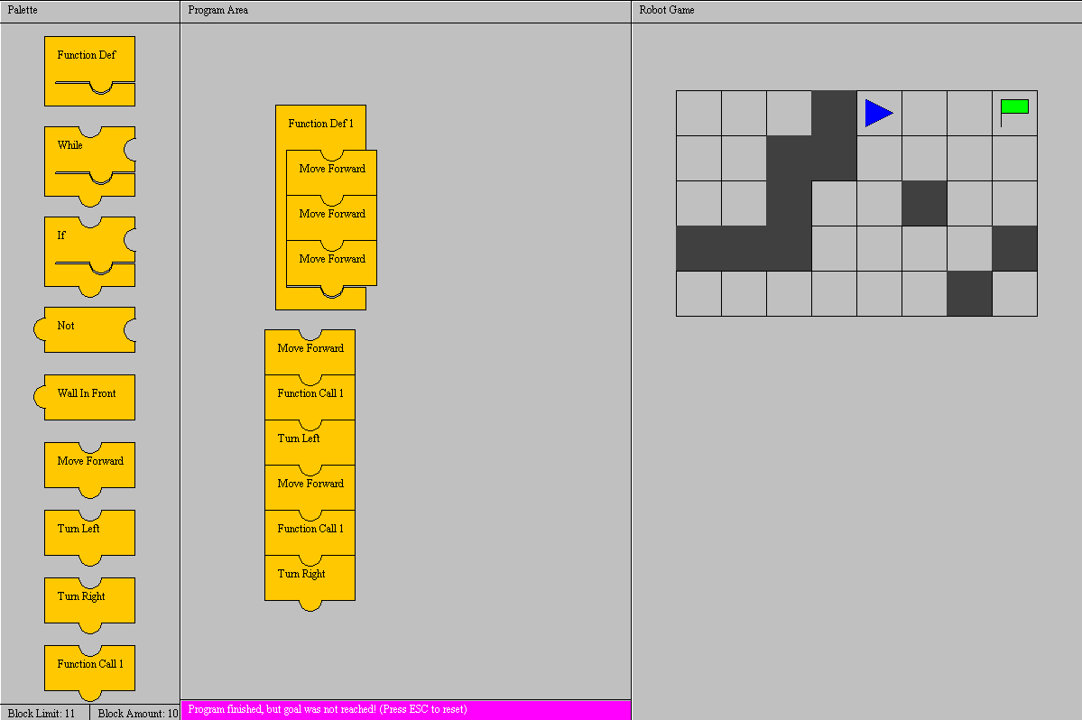 Palette
Program Area
Robot Game
Function Def
While
If
Not
Wall In Front
Move Forward
Turn Left
Turn Right
Function Call 1
Block Limit: 11
Block Amount: 10
Function Def 1
Move Forward
Move Forward
Move Forward
Move Forward
Function Call 1
Turn Left
Move Forward
Function Call 1
Turn Right
Program finished, but goal was not reached! (Press ESC to reset)